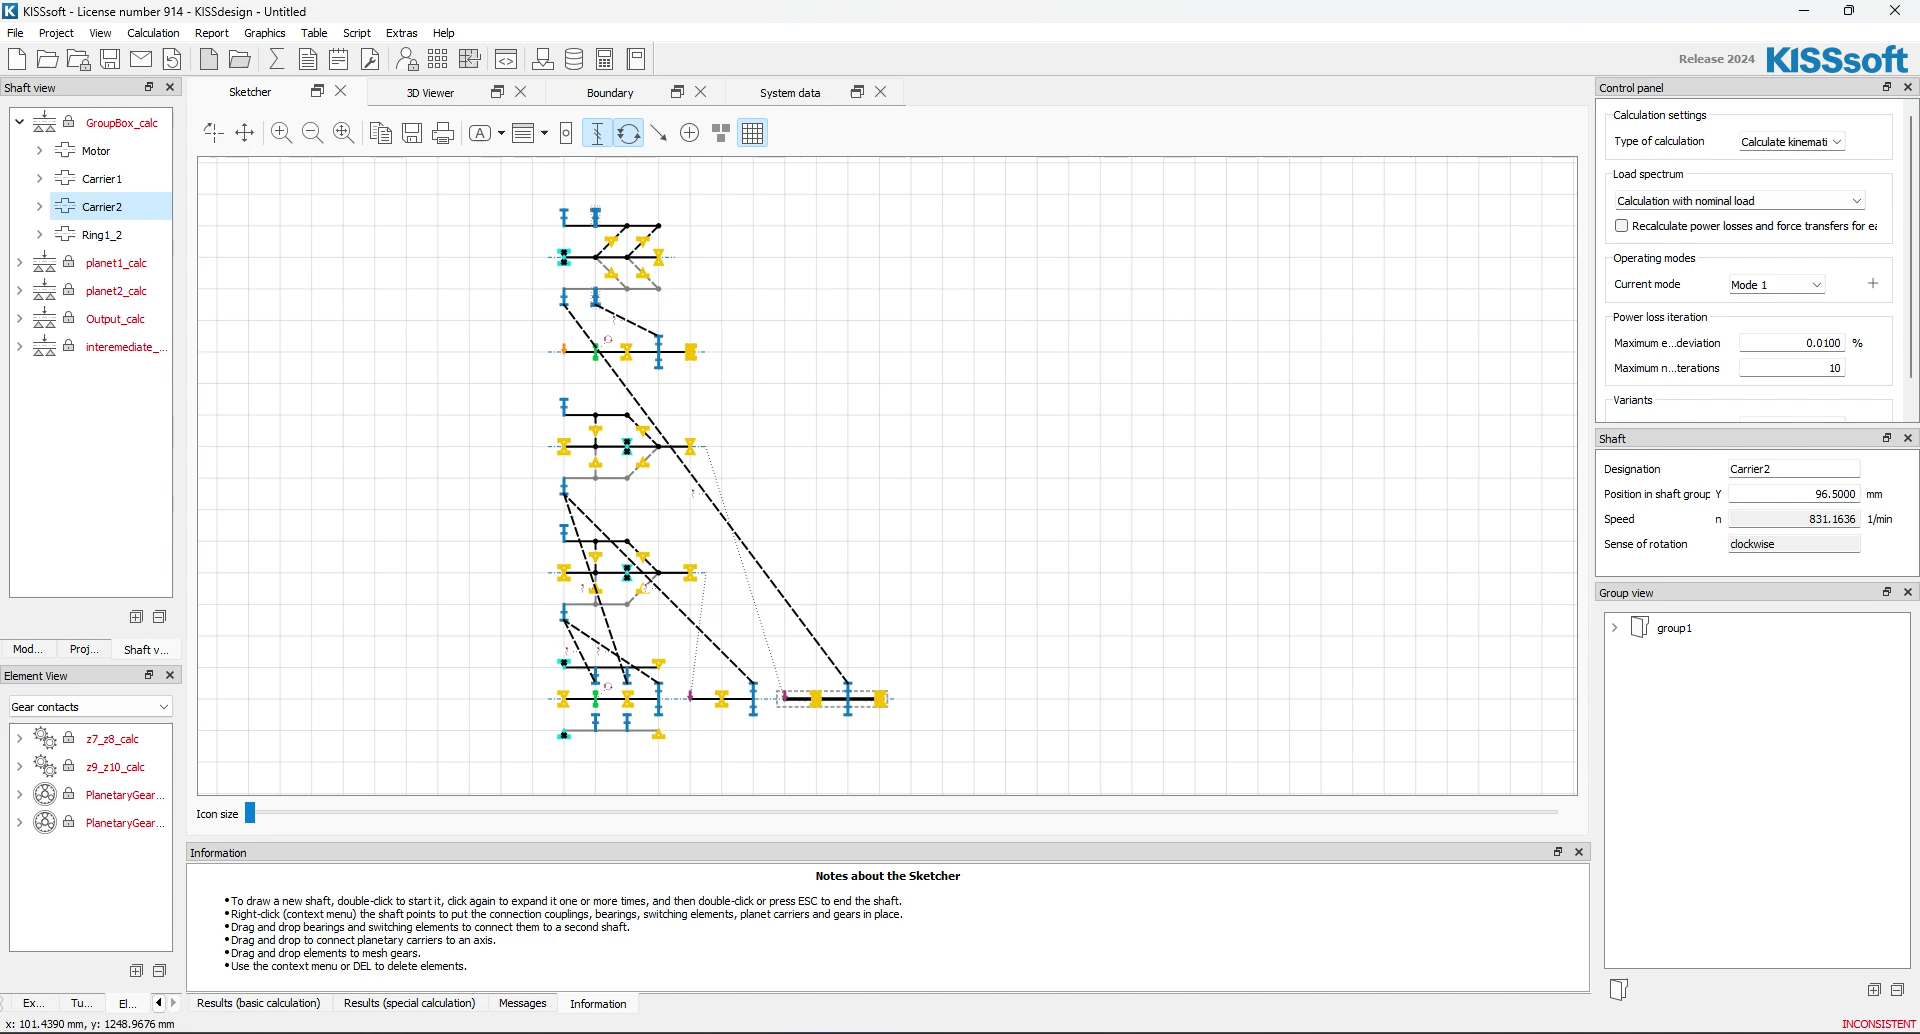 KISSsoft - License number 914 - KISSdesign - Untitled
File Project View Calculation Report Graphics Table Script Extras Help
Release 2024 KISSsoft
Shaft view
GroupBox_calc
Motor
Carrier1
Carrier2
Ring1_2
planet1_calc
planet2_calc
Output_calc
interemediate_...
Mod... Proj... Shaft v...
Element View
Gear contacts
z7_z8_calc
z9_z10_calc
PlanetaryGear...
PlanetaryGear...
Ex... Tu... El...
Sketcher 3D Viewer Boundary System data
A
Icon size
Information
Notes about the Sketcher
•To draw a new shaft, double-click to start it, click again to expand it one or more times, and then double-click or press ESC to end the shaft.
•Right-click (context menu) the shaft points to put the connection couplings, bearings, switching elements, planet carriers and gears in place.
•Drag and drop bearings and switching elements to connect them to a second shaft.
•Drag and drop to connect planetary carriers to an axis.
•Drag and drop elements to mesh gears.
•Use the context menu or DEL to delete elements.
Results (basic calculation) Results (special calculation) Messages Information
Control panel
Calculation settings
Type of calculation Calculate kinemati
Load spectrum
Calculation with nominal load
Recalculate power losses and force transfers for ea
Operating modes
Current mode Mode 1
Power loss iteration
Maximum e...deviation 0.0100 %
Maximum n...terations 10
Variants
Shaft
Designation Carrier2
Position in shaft group Y 96.5000 mm
Speed n 831.1636 1/min
Sense of rotation clockwise
Group view
group1
x: 101.4390 mm, y: 1248.9676 mm
INCONSISTENT